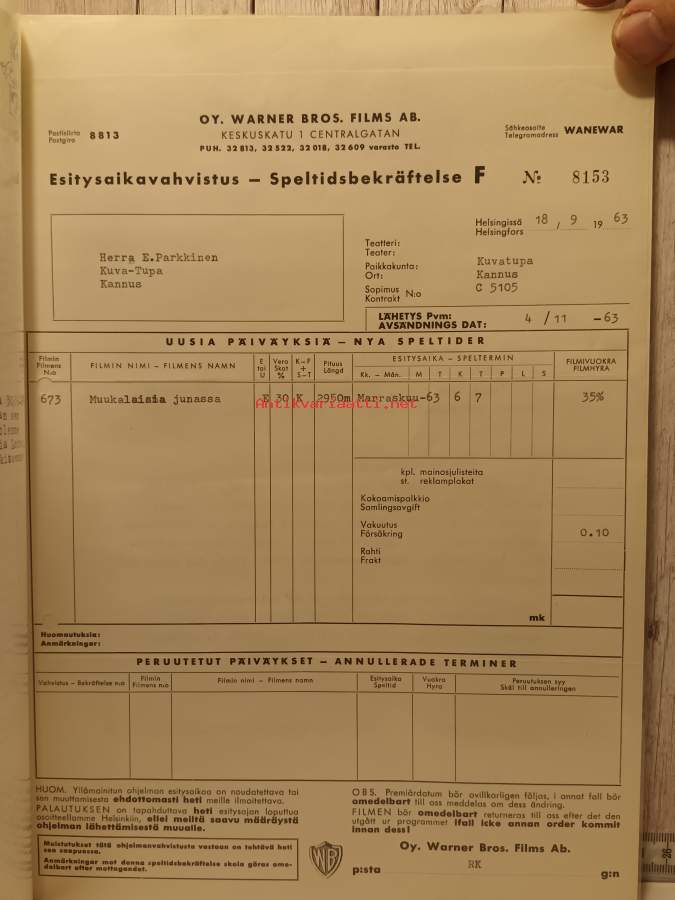 OY. WARNER BROS. FILMS AB.
KESKUSKATU 1 CENTRALGATAN
PUH. 32 813, 32 522, 32 018, 32 609 varasto TEL.
Postisiirto
Postgiro
8813
Sähkeosoite
Telegramadress
WANEWAR
Esitysaikavahvistus – Speltidsbekräftelse F
№ 8153
Helsingissä
Helsingfors
18 / 9 1963
Herra E.Parkkinen
Kuva-Tupa
Kannus
Teatteri:
Teater:
Kuvatupa
Paikkakunta:
Ort:
Kannus
Sopimus
Kontrakt N:o
C 5105
LÄHETYS Pvm:
AVSÄNDNINGS DAT:
4 / 11 -63
UUSIA PÄIVÄYKSIÄ – NYA SPELTIDER
Filmin
Filmens
N:o
FILMIN NIMI – FILMENS NAMN
E
tai
U
Vero
Skat
%
K–F
+
S–T
Pituus
Längd
ESITYSAIKA – SPELTERMIN
Kk. – Mån. M T K T P L S
FILMIVUOKRA
FILMHYRA
673 Muukalaisia junassa E 30 K 2950m Marraskuu-63 6 7 35%
Antikvariaatti.net
kpl. mainosjulisteita
st. reklamplakat
Kokoamispalkkio
Samlingsavgift
Vakuutus
Försäkring
0.10
Rahti
Frakt
mk
Huomautuksia:
Anmärkningar:
PERUUTETUT PÄIVÄYKSET – ANNULLERADE TERMINER
Vahvistus – Bekräftelse n:o
Filmin
Filmens n:o
Filmin nimi – Filmens namn
Esitysaika
Speltid
Vuokra
Hyra
Peruutuksen syy
Skäl till annulleringen
HUOM. Yllämainitun ohjelman esitysaikaa on noudatettava tai
sen muuttamisesta ehdottomasti heti meille ilmoitettava.
PALAUTUKSEN on tapahduttava heti esitysajan loputtua
osoitteellamme Helsinkiin, ellei meiltä saavu määräystä
ohjelman lähettämisestä muualle.
OBS. Premiärdatum bör ovillkorligen följas, i annat fall bör
omedelbart till oss meddelas om dess ändring.
FILMEN bör omedelbart returneras till oss efter det den
utgått ur programmet ifall icke annan order kommit
innan dess!
Muistutukset tätä ohjelmanvahvistusta vastaan on tehtävä heti
sen saapuessa.
Anmärkningar mot denna speltidsbekräftelse skola göras ome-
delbart efter mottagandet.
WB
Oy. Warner Bros. Films Ab.
p:sta RK g:n